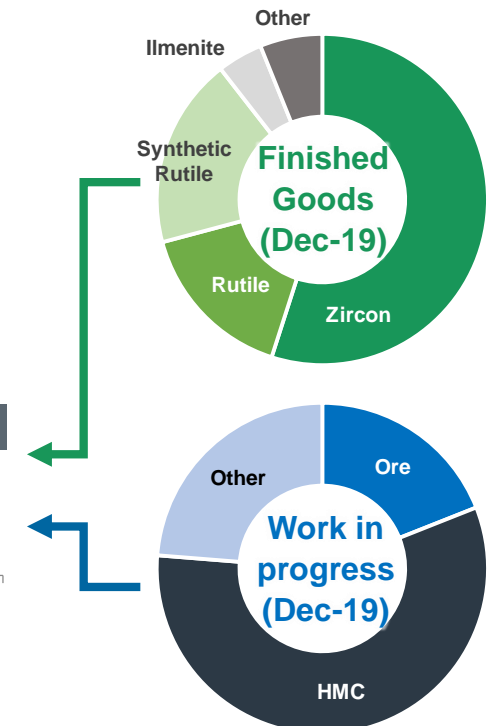 Other
Ilmenite
Synthetic
Rutile
Finished
Goods
(Dec-19)
Rutile
Zircon
Other
Ore
Work in
progress
(Dec-19)
HMC